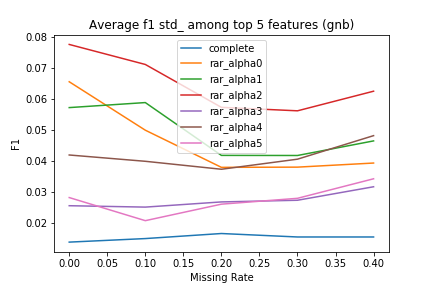 Average f1 std_ among top 5 features (gnb)
0.08
0.07
0.06
0.05
0.04
0.03
0.02
F1
complete
rar_alpha0
rar_alpha1
rar_alpha2
rar_alpha3
rar_alpha4
rar_alpha5
0.00 0.05 0.10 0.15 0.20 0.25 0.30 0.35 0.40
Missing Rate